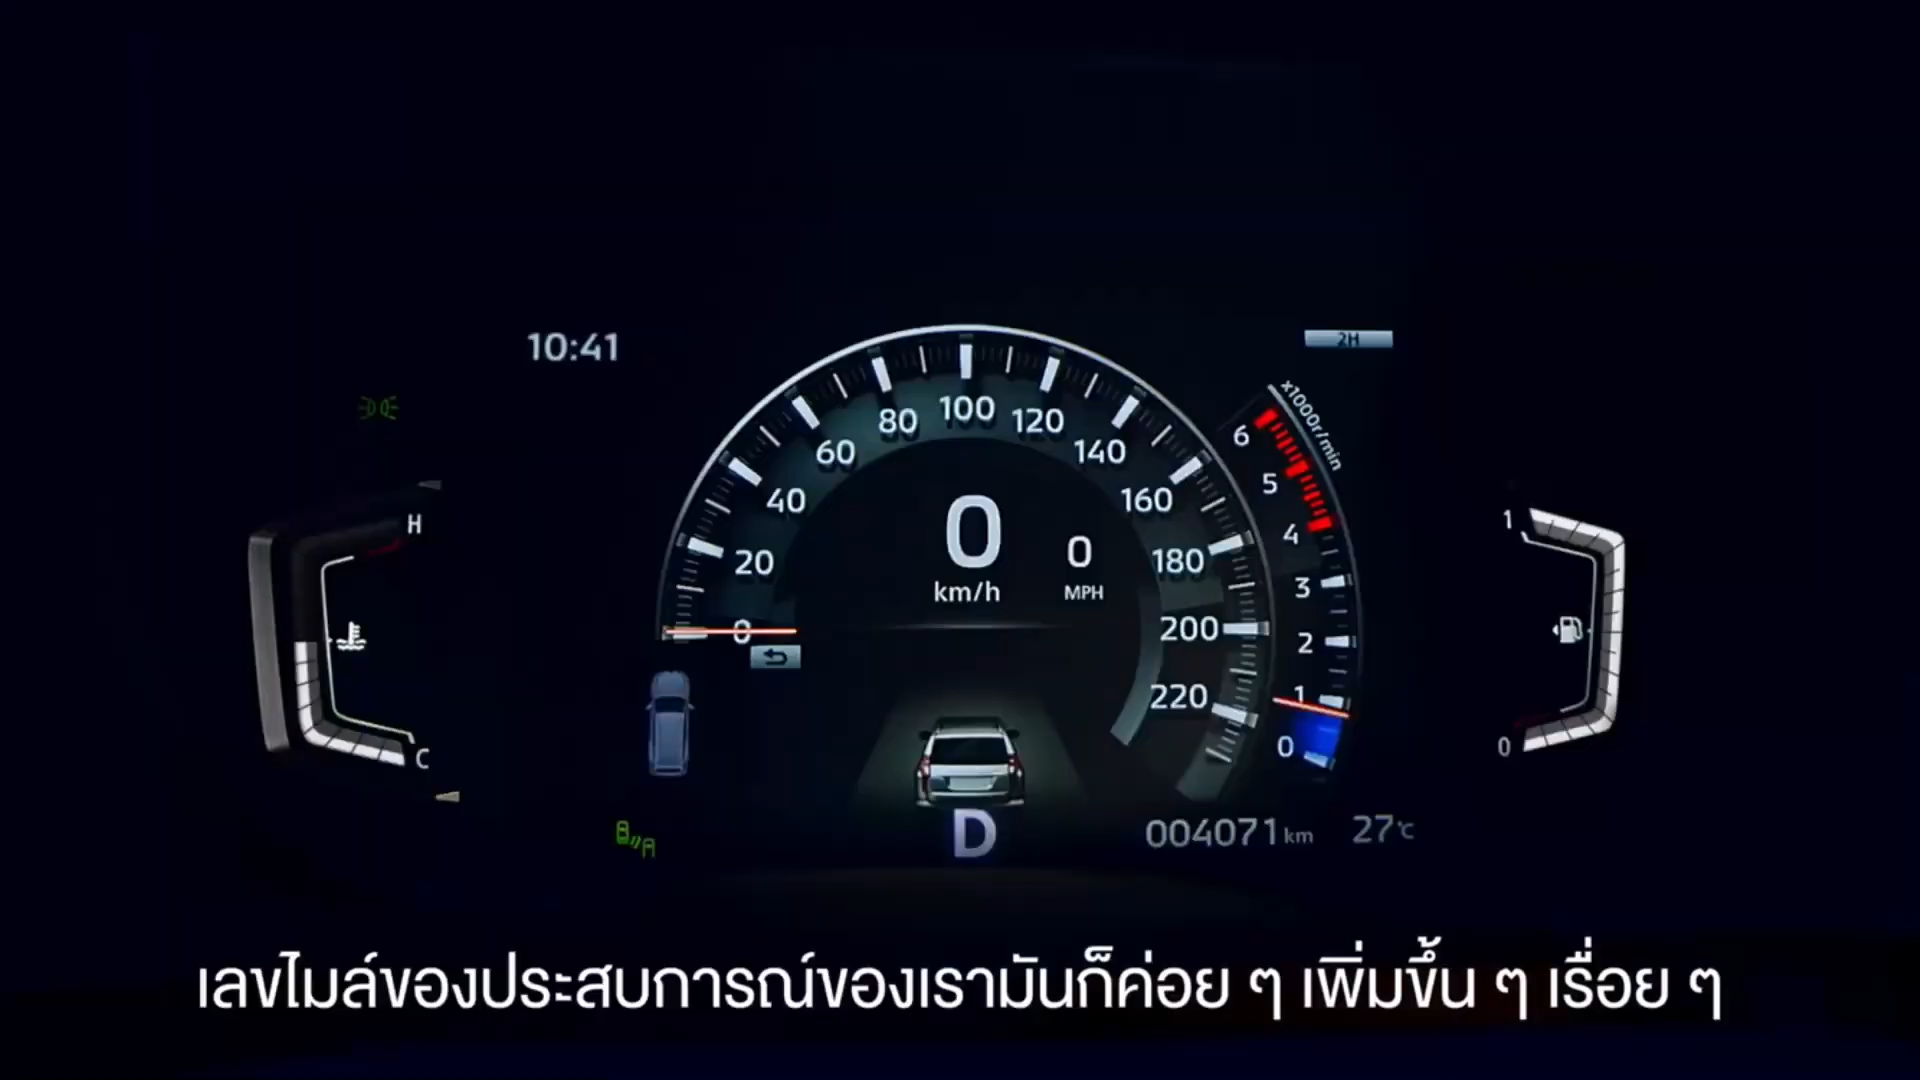 10:41
2H
x1000r/min
0 20 40 60 80 100 120 140 160 180 200 220
6 5 4 3 2 1 0
0
km/h
0
MPH
H
C
1
0
D
004071 km
27°C
A
เลขไมล์ของประสบการณ์ของเรามันก็ค่อย ๆ เพิ่มขึ้น ๆ เรื่อย ๆ